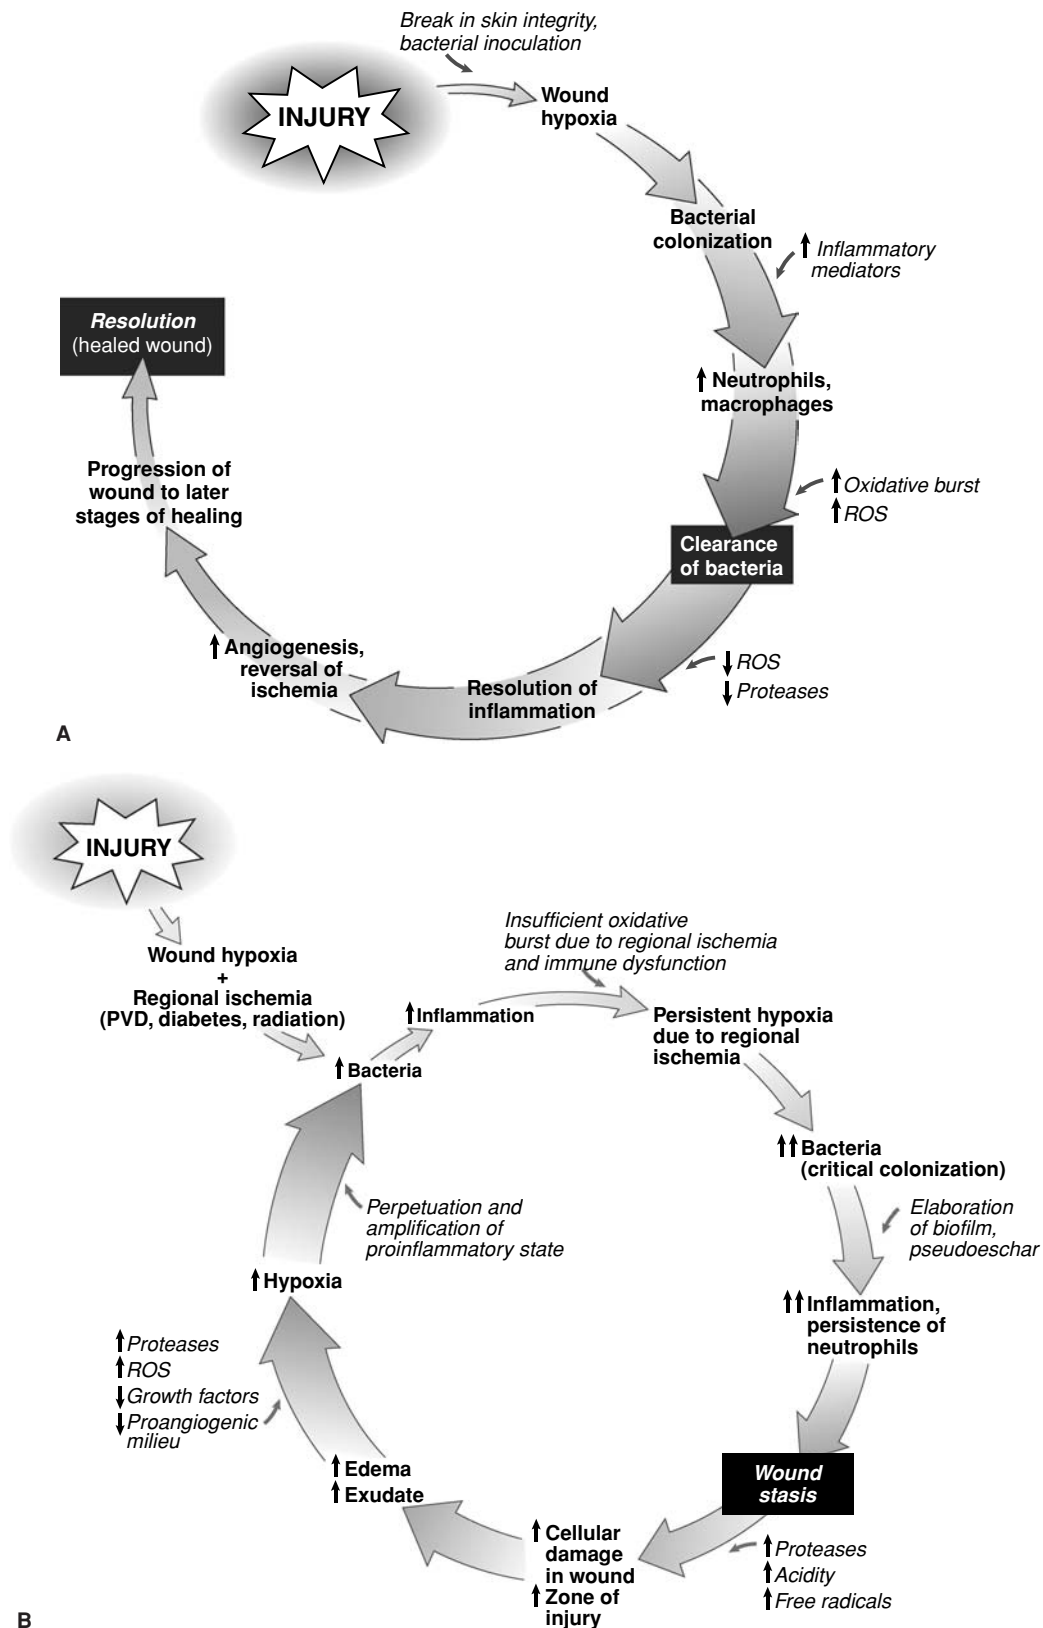 Break in skin integrity,
bacterial inoculation
INJURY
Wound
hypoxia
Bacterial
colonization
↑ Inflammatory
mediators
↑ Neutrophils,
macrophages
↑ Oxidative burst
↑ ROS
Clearance
of bacteria
↓ ROS
↓ Proteases
Resolution of
inflammation
↑ Angiogenesis,
reversal of
ischemia
Progression of
wound to later
stages of healing
Resolution
(healed wound)
A
INJURY
Wound hypoxia
+
Regional ischemia
(PVD, diabetes, radiation)
↑ Bacteria
↑ Inflammation
Insufficient oxidative
burst due to regional ischemia
and immune dysfunction
Persistent hypoxia
due to regional
ischemia
↑↑ Bacteria
(critical colonization)
Elaboration
of biofilm,
pseudoeschar
↑↑ Inflammation,
persistence of
neutrophils
Wound
stasis
↑ Proteases
↑ Acidity
↑ Free radicals
↑ Cellular
damage
in wound
↑ Zone of
injury
↑ Edema
↑ Exudate
↑ Proteases
↑ ROS
↓ Growth factors
↓ Proangiogenic
milieu
↑ Hypoxia
Perpetuation and
amplification of
proinflammatory state
B